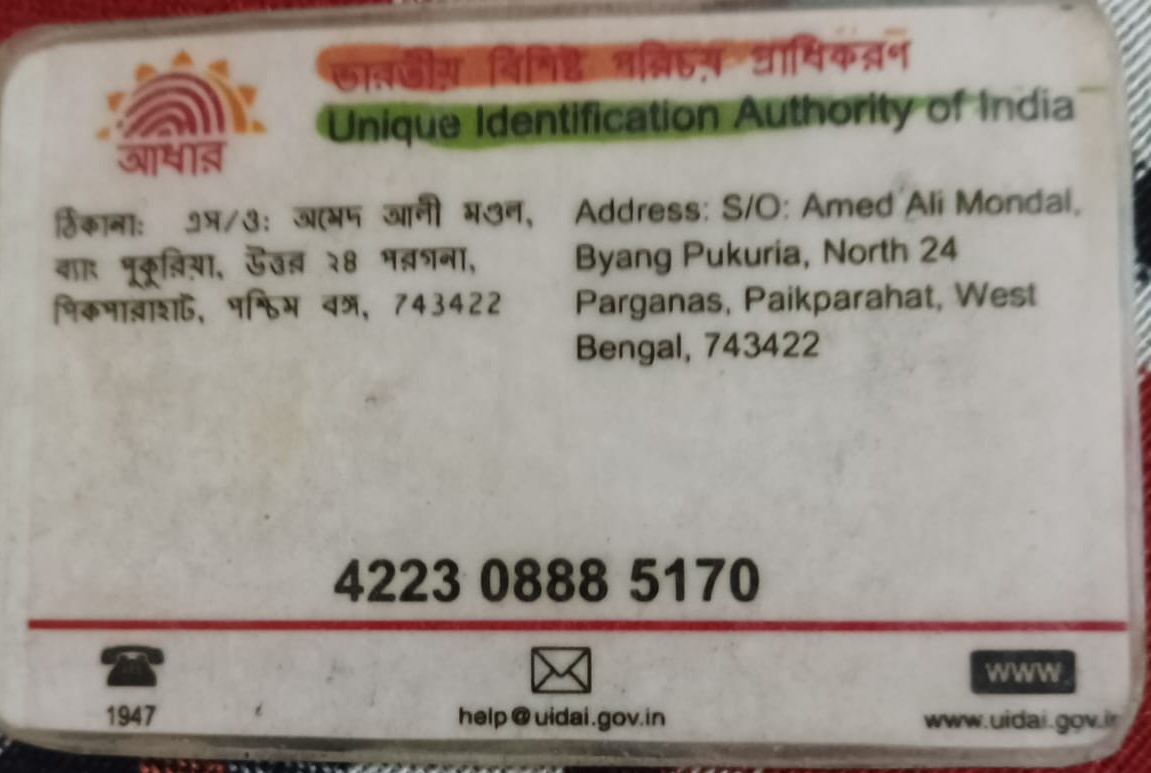 ভারতীয় বিশিষ্ট পরিচয় প্রাধিকরণ
Unique Identification Authority of India
আধার
ঠিকানা: এস/ও: অমেদ আলী মণ্ডল,
ব্যাং পুকুরিয়া, উত্তর ২৪ পরগনা,
পিকপারাহাট, পশ্চিম বঙ্গ, 743422
Address: S/O: Amed Ali Mondal,
Byang Pukuria, North 24
Parganas, Paikparahat, West
Bengal, 743422
4223 0888 5170
1947
help@uidai.gov.in
www
www.uidai.gov.in